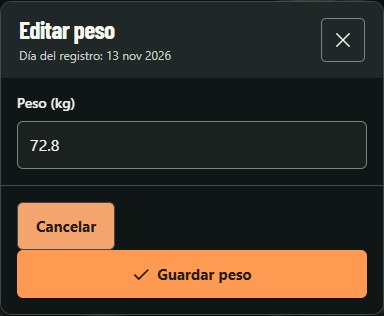 Editar peso
Día del registro: 13 nov 2026
Peso (kg)
72.8
Cancelar
Guardar peso